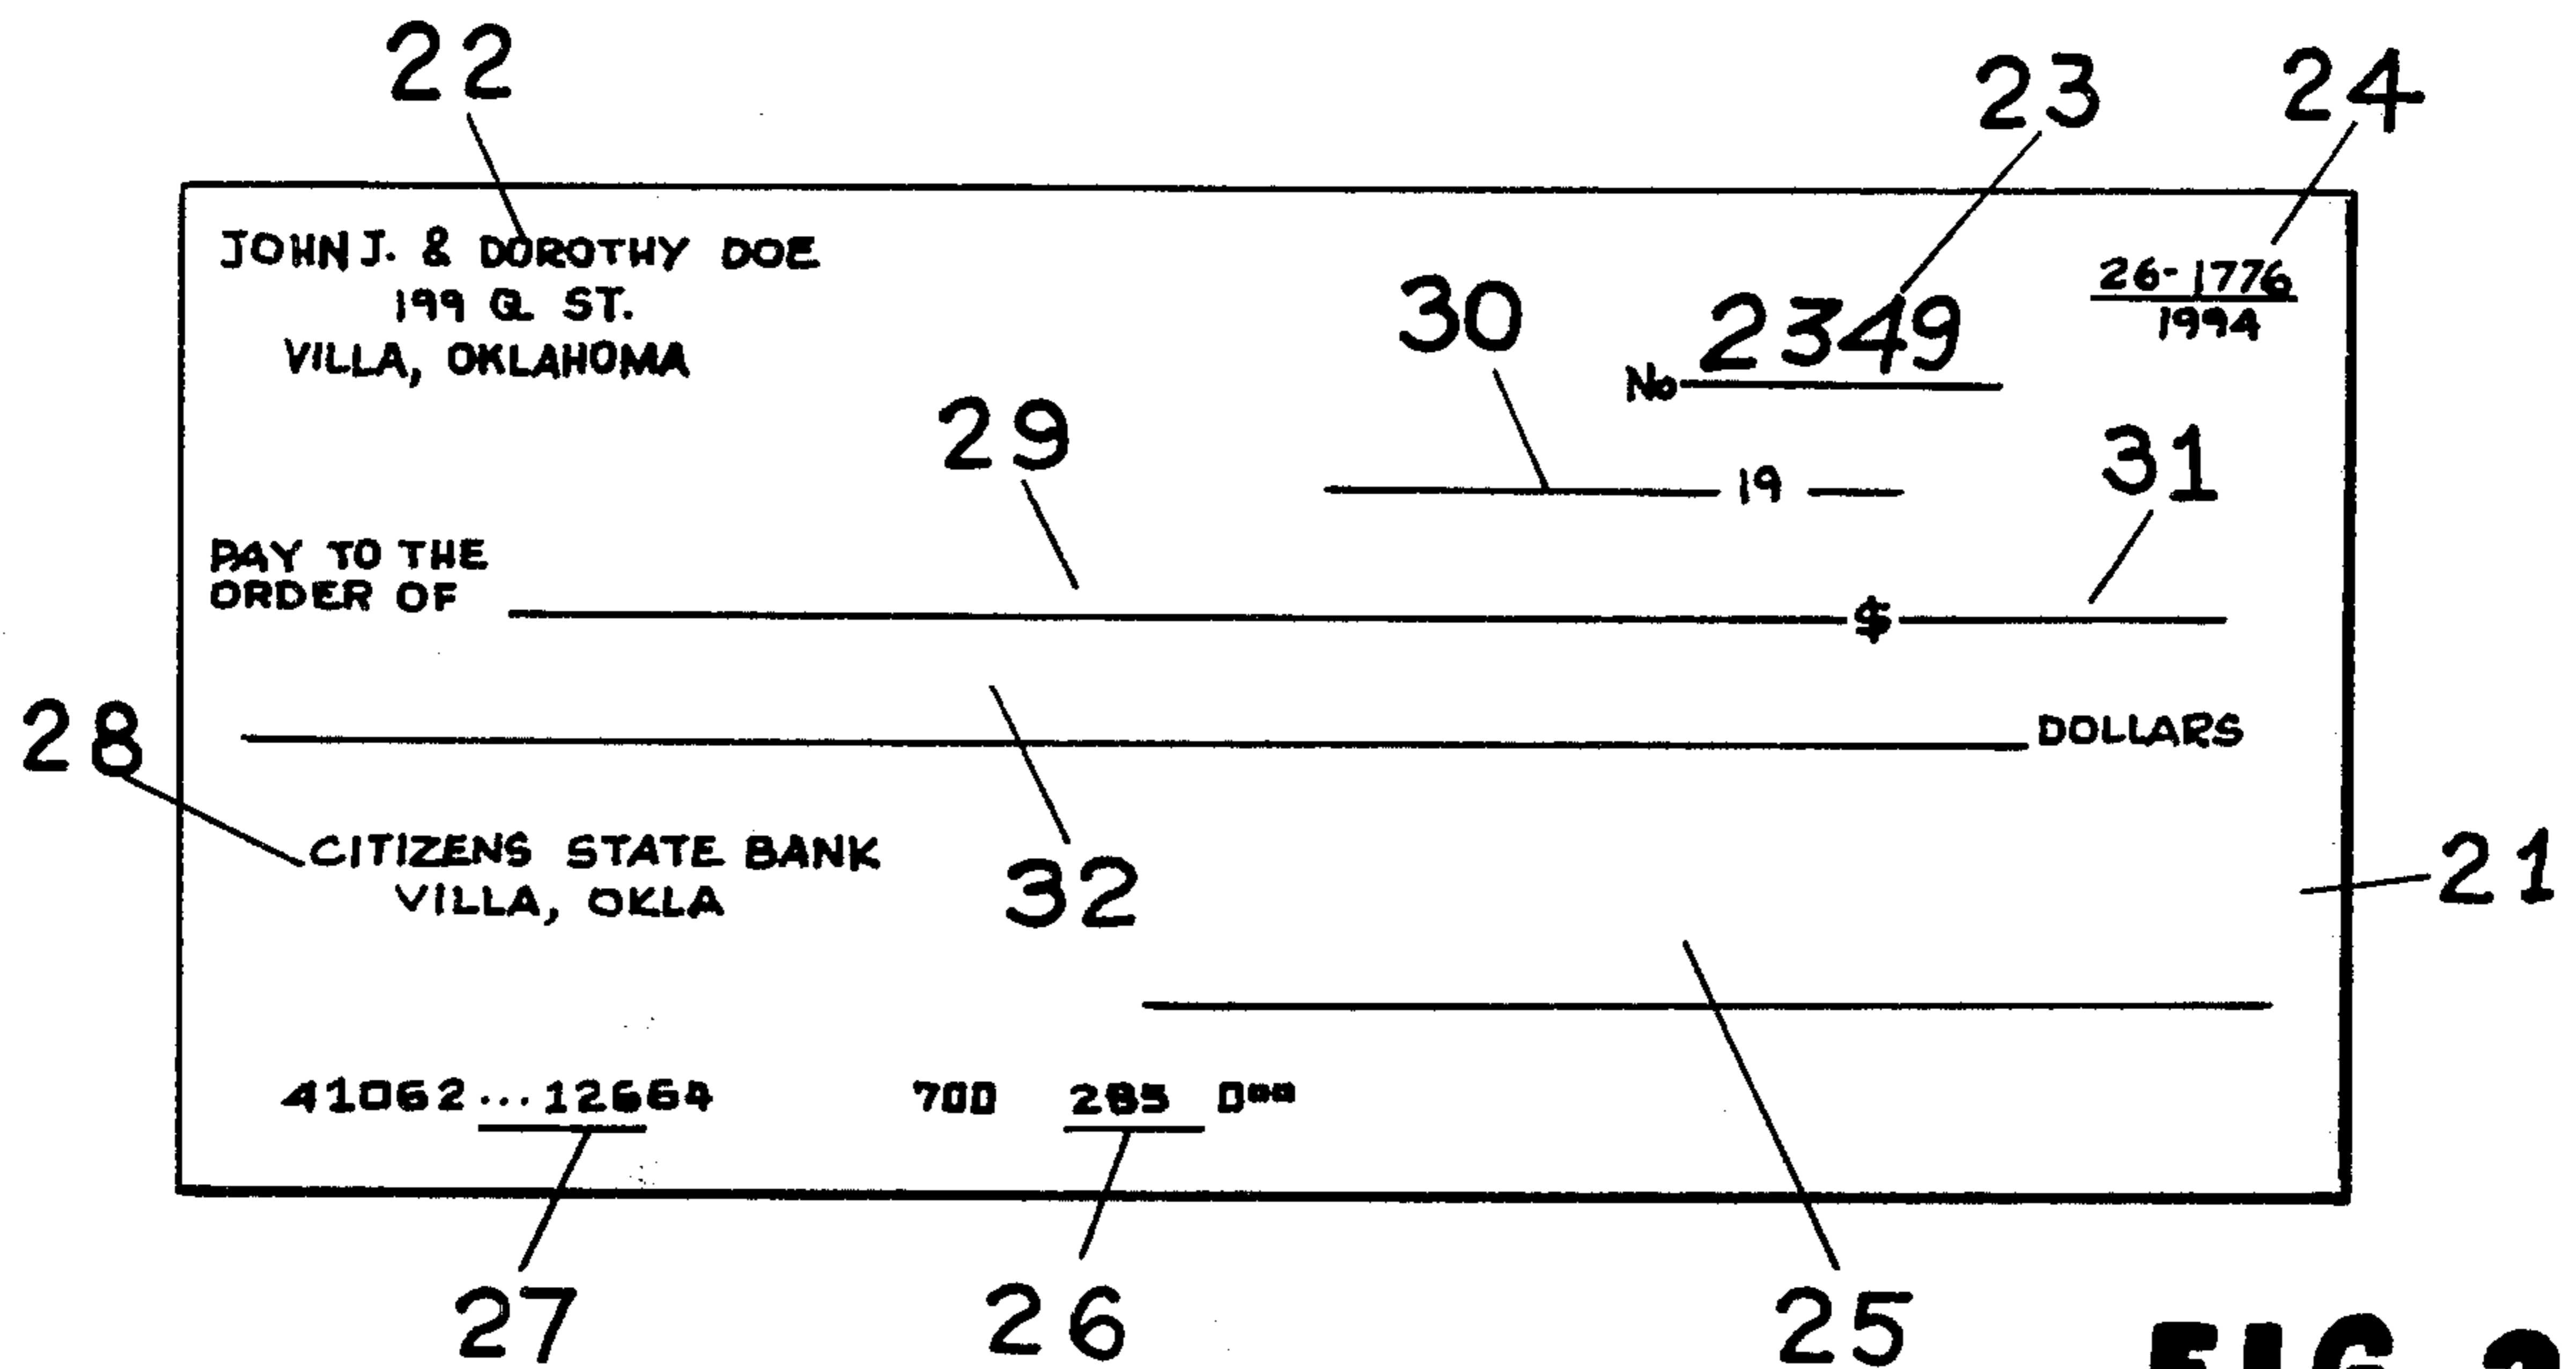 22 23 24
JOHN J. & DOROTHY DOE
199 Q ST.
VILLA, OKLAHOMA
26-1776
1994
30 No 2349
29 19 31
PAY TO THE
ORDER OF $
28 DOLLARS
CITIZENS STATE BANK
VILLA, OKLA
32 21
41062...12664 700 285 0
27 26 25